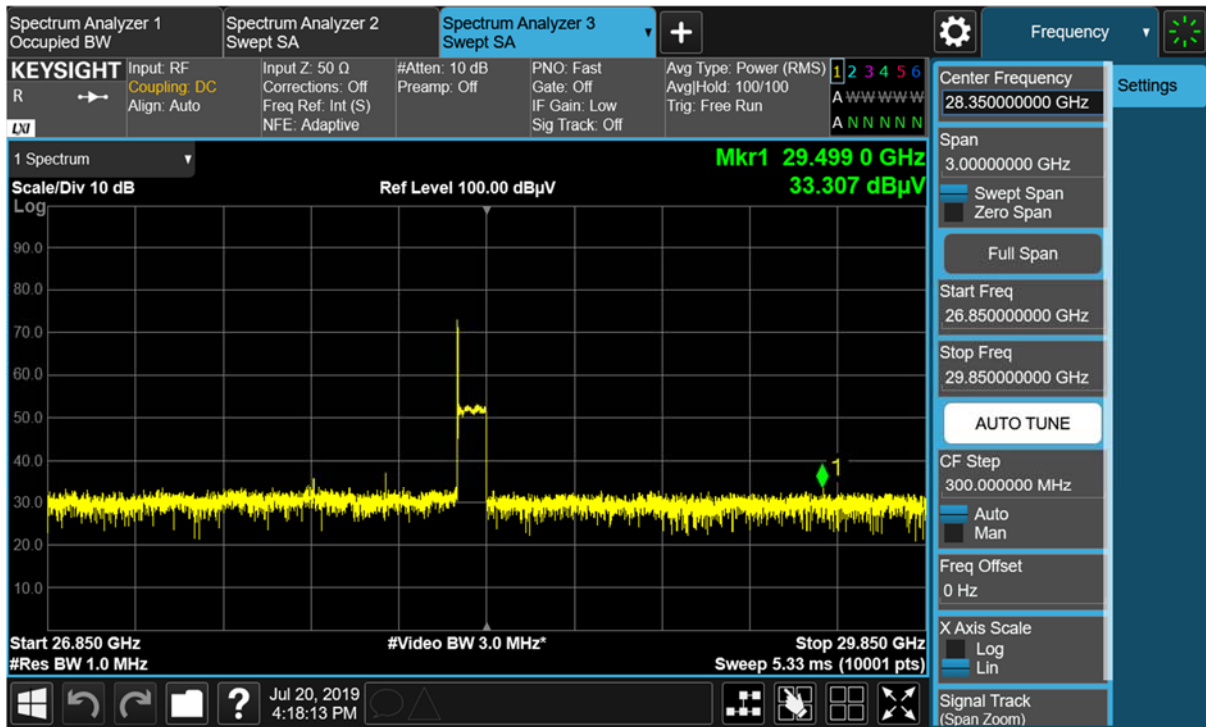 Spectrum Analyzer 1
Occupied BW
Spectrum Analyzer 2
Swept SA
Spectrum Analyzer 3
Swept SA
Frequency
KEYSIGHT
R
LXI
Input: RF
Coupling: DC
Align: Auto
Input Z: 50 Ω
Corrections: Off
Freq Ref: Int (S)
NFE: Adaptive
#Atten: 10 dB
Preamp: Off
PNO: Fast
Gate: Off
IF Gain: Low
Sig Track: Off
Avg Type: Power (RMS)
Avg|Hold: 100/100
Trig: Free Run
1 2 3 4 5 6
A W W W W W
A N N N N N
1 Spectrum
Scale/Div 10 dB
Ref Level 100.00 dBµV
Mkr1 29.499 0 GHz
33.307 dBµV
Log
90.0
80.0
70.0
60.0
50.0
40.0
30.0
20.0
10.0
1
Start 26.850 GHz
#Video BW 3.0 MHz*
Stop 29.850 GHz
#Res BW 1.0 MHz
Sweep 5.33 ms (10001 pts)
Center Frequency
28.350000000 GHz
Settings
Span
3.00000000 GHz
Swept Span
Zero Span
Full Span
Start Freq
26.850000000 GHz
Stop Freq
29.850000000 GHz
AUTO TUNE
CF Step
300.000000 MHz
Auto
Man
Freq Offset
0 Hz
X Axis Scale
Log
Lin
Signal Track
(Span Zoom)
?
Jul 20, 2019
4:18:13 PM